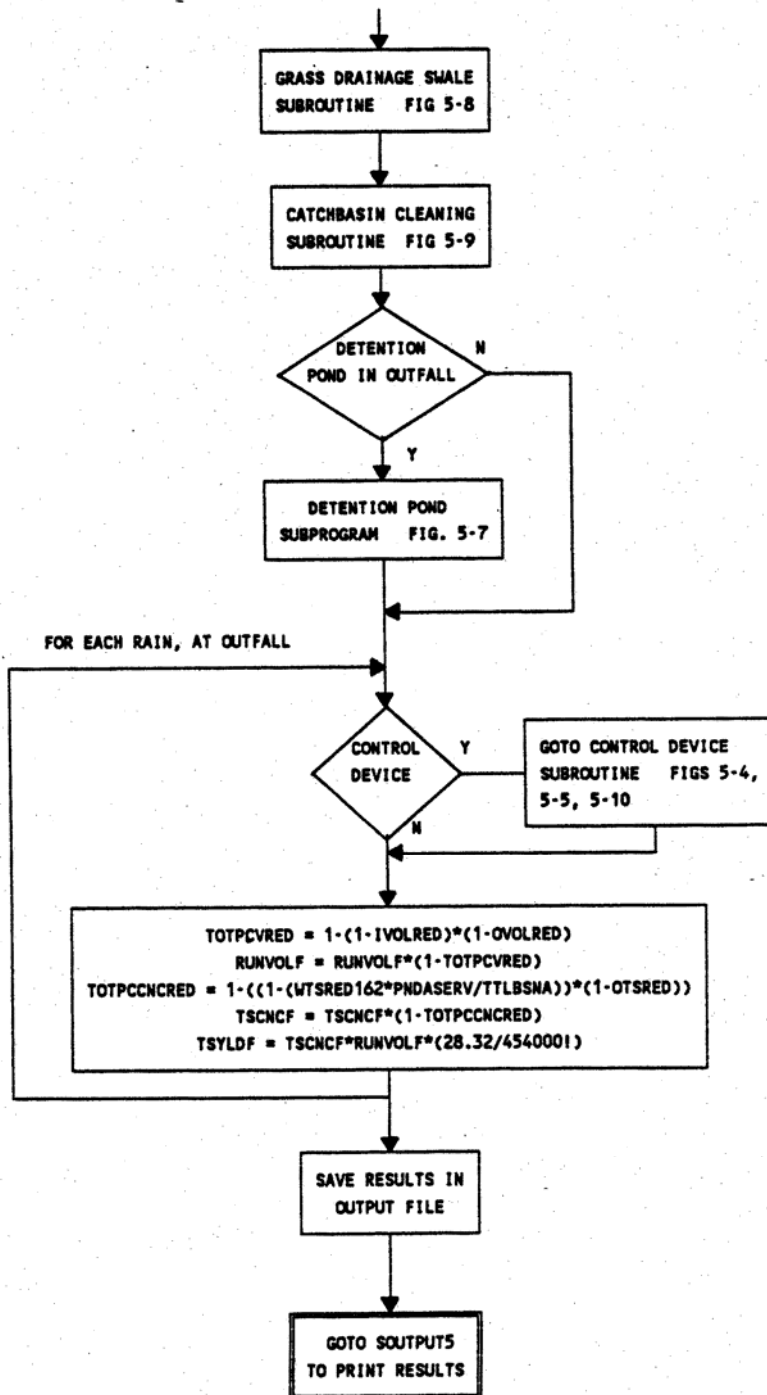 GRASS DRAINAGE SWALE
SUBROUTINE FIG 5-8
CATCHBASIN CLEANING
SUBROUTINE FIG 5-9
DETENTION
POND IN OUTFALL
N
Y
DETENTION POND
SUBPROGRAM FIG. 5-7
FOR EACH RAIN, AT OUTFALL
CONTROL
DEVICE
Y
N
GOTO CONTROL DEVICE
SUBROUTINE FIGS 5-4,
5-5, 5-10
TOTPCVRED = 1-(1-IVOLRED)*(1-OVOLRED)
RUNVOLF = RUNVOLF*(1-TOTPCVRED)
TOTPCCNCRED = 1-((1-(WTSRED162*PNDASERV/TTLBSNA))*(1-OTSRED))
TSCNCF = TSCNCF*(1-TOTPCCNCRED)
TSYLDF = TSCNCF*RUNVOLF*(28.32/454000!)
SAVE RESULTS IN
OUTPUT FILE
GOTO SOUTPUT5
TO PRINT RESULTS